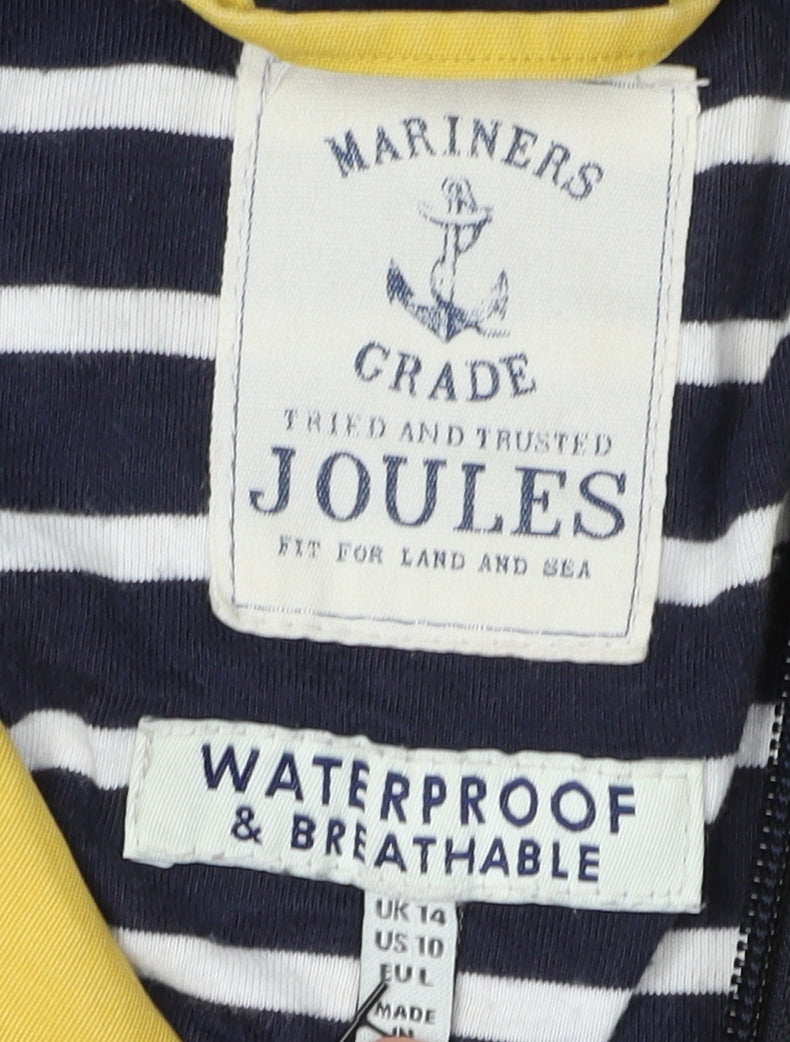 MARINERS
GRADE
TRIED AND TRUSTED
JOULES
FIT FOR LAND AND SEA
WATERPROOF
& BREATHABLE
UK 14
US 10
EU L
MADE
IN